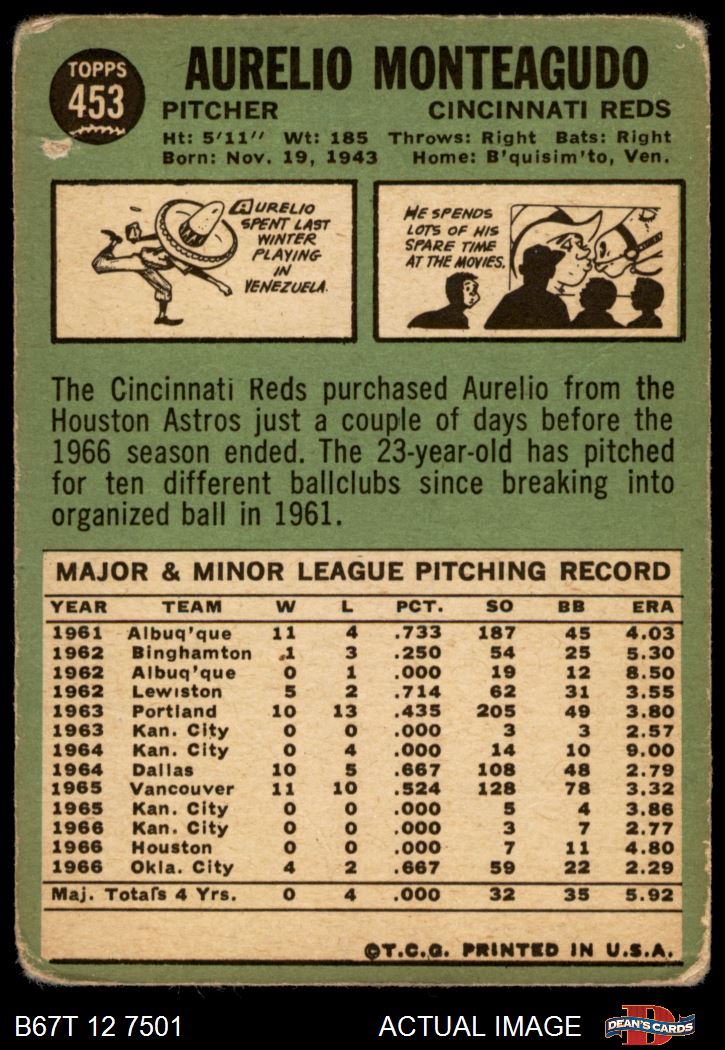 TOPPS
453
AURELIO MONTEAGUDO
PITCHER CINCINNATI REDS
Ht: 5'11" Wt: 185 Throws: Right Bats: Right
Born: Nov. 19, 1943 Home: B'quisim'to, Ven.
AURELIO
SPENT LAST
WINTER
PLAYING
IN
VENEZUELA.
HE SPENDS
LOTS OF HIS
SPARE TIME
AT THE MOVIES.
The Cincinnati Reds purchased Aurelio from the
Houston Astros just a couple of days before the
1966 season ended. The 23-year-old has pitched
for ten different ballclubs since breaking into
organized ball in 1961.
MAJOR & MINOR LEAGUE PITCHING RECORD
YEAR TEAM W L PCT. SO BB ERA
1961 Albuq'que 11 4 .733 187 45 4.03
1962 Binghamton 1 3 .250 54 25 5.30
1962 Albuq'que 0 1 .000 19 12 8.50
1962 Lewiston 5 2 .714 62 31 3.55
1963 Portland 10 13 .435 205 49 3.80
1963 Kan. City 0 0 .000 3 3 2.57
1964 Kan. City 0 4 .000 14 10 9.00
1964 Dallas 10 5 .667 108 48 2.79
1965 Vancouver 11 10 .524 128 78 3.32
1965 Kan. City 0 0 .000 5 4 3.86
1966 Kan. City 0 0 .000 3 7 2.77
1966 Houston 0 0 .000 7 11 4.80
1966 Okla. City 4 2 .667 59 22 2.29
Maj. Totals 4 Yrs. 0 4 .000 32 35 5.92
©T.C.G. PRINTED IN U.S.A.
B67T 12 7501 ACTUAL IMAGE
D
DEAN'S CARDS